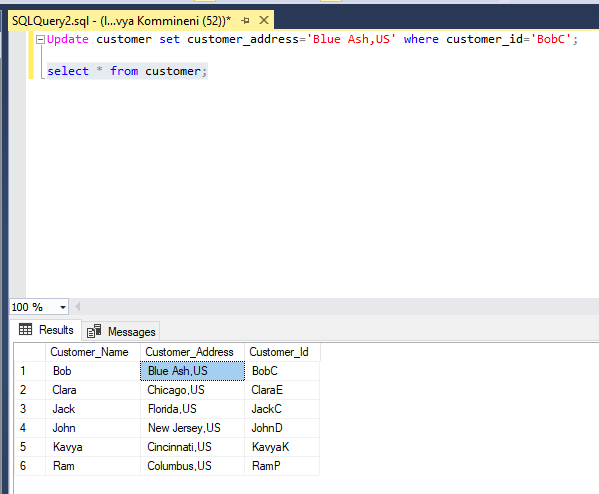 SQLQuery2.sql - (l...vya Kommineni (52))*
Update customer set customer_address='Blue Ash,US' where customer_id='BobC';
select * from customer;
100 %
Results Messages
Customer_Name Customer_Address Customer_Id
1 Bob Blue Ash,US BobC
2 Clara Chicago,US ClaraE
3 Jack Florida,US JackC
4 John New Jersey,US JohnD
5 Kavya Cincinnati,US KavyaK
6 Ram Columbus,US RamP